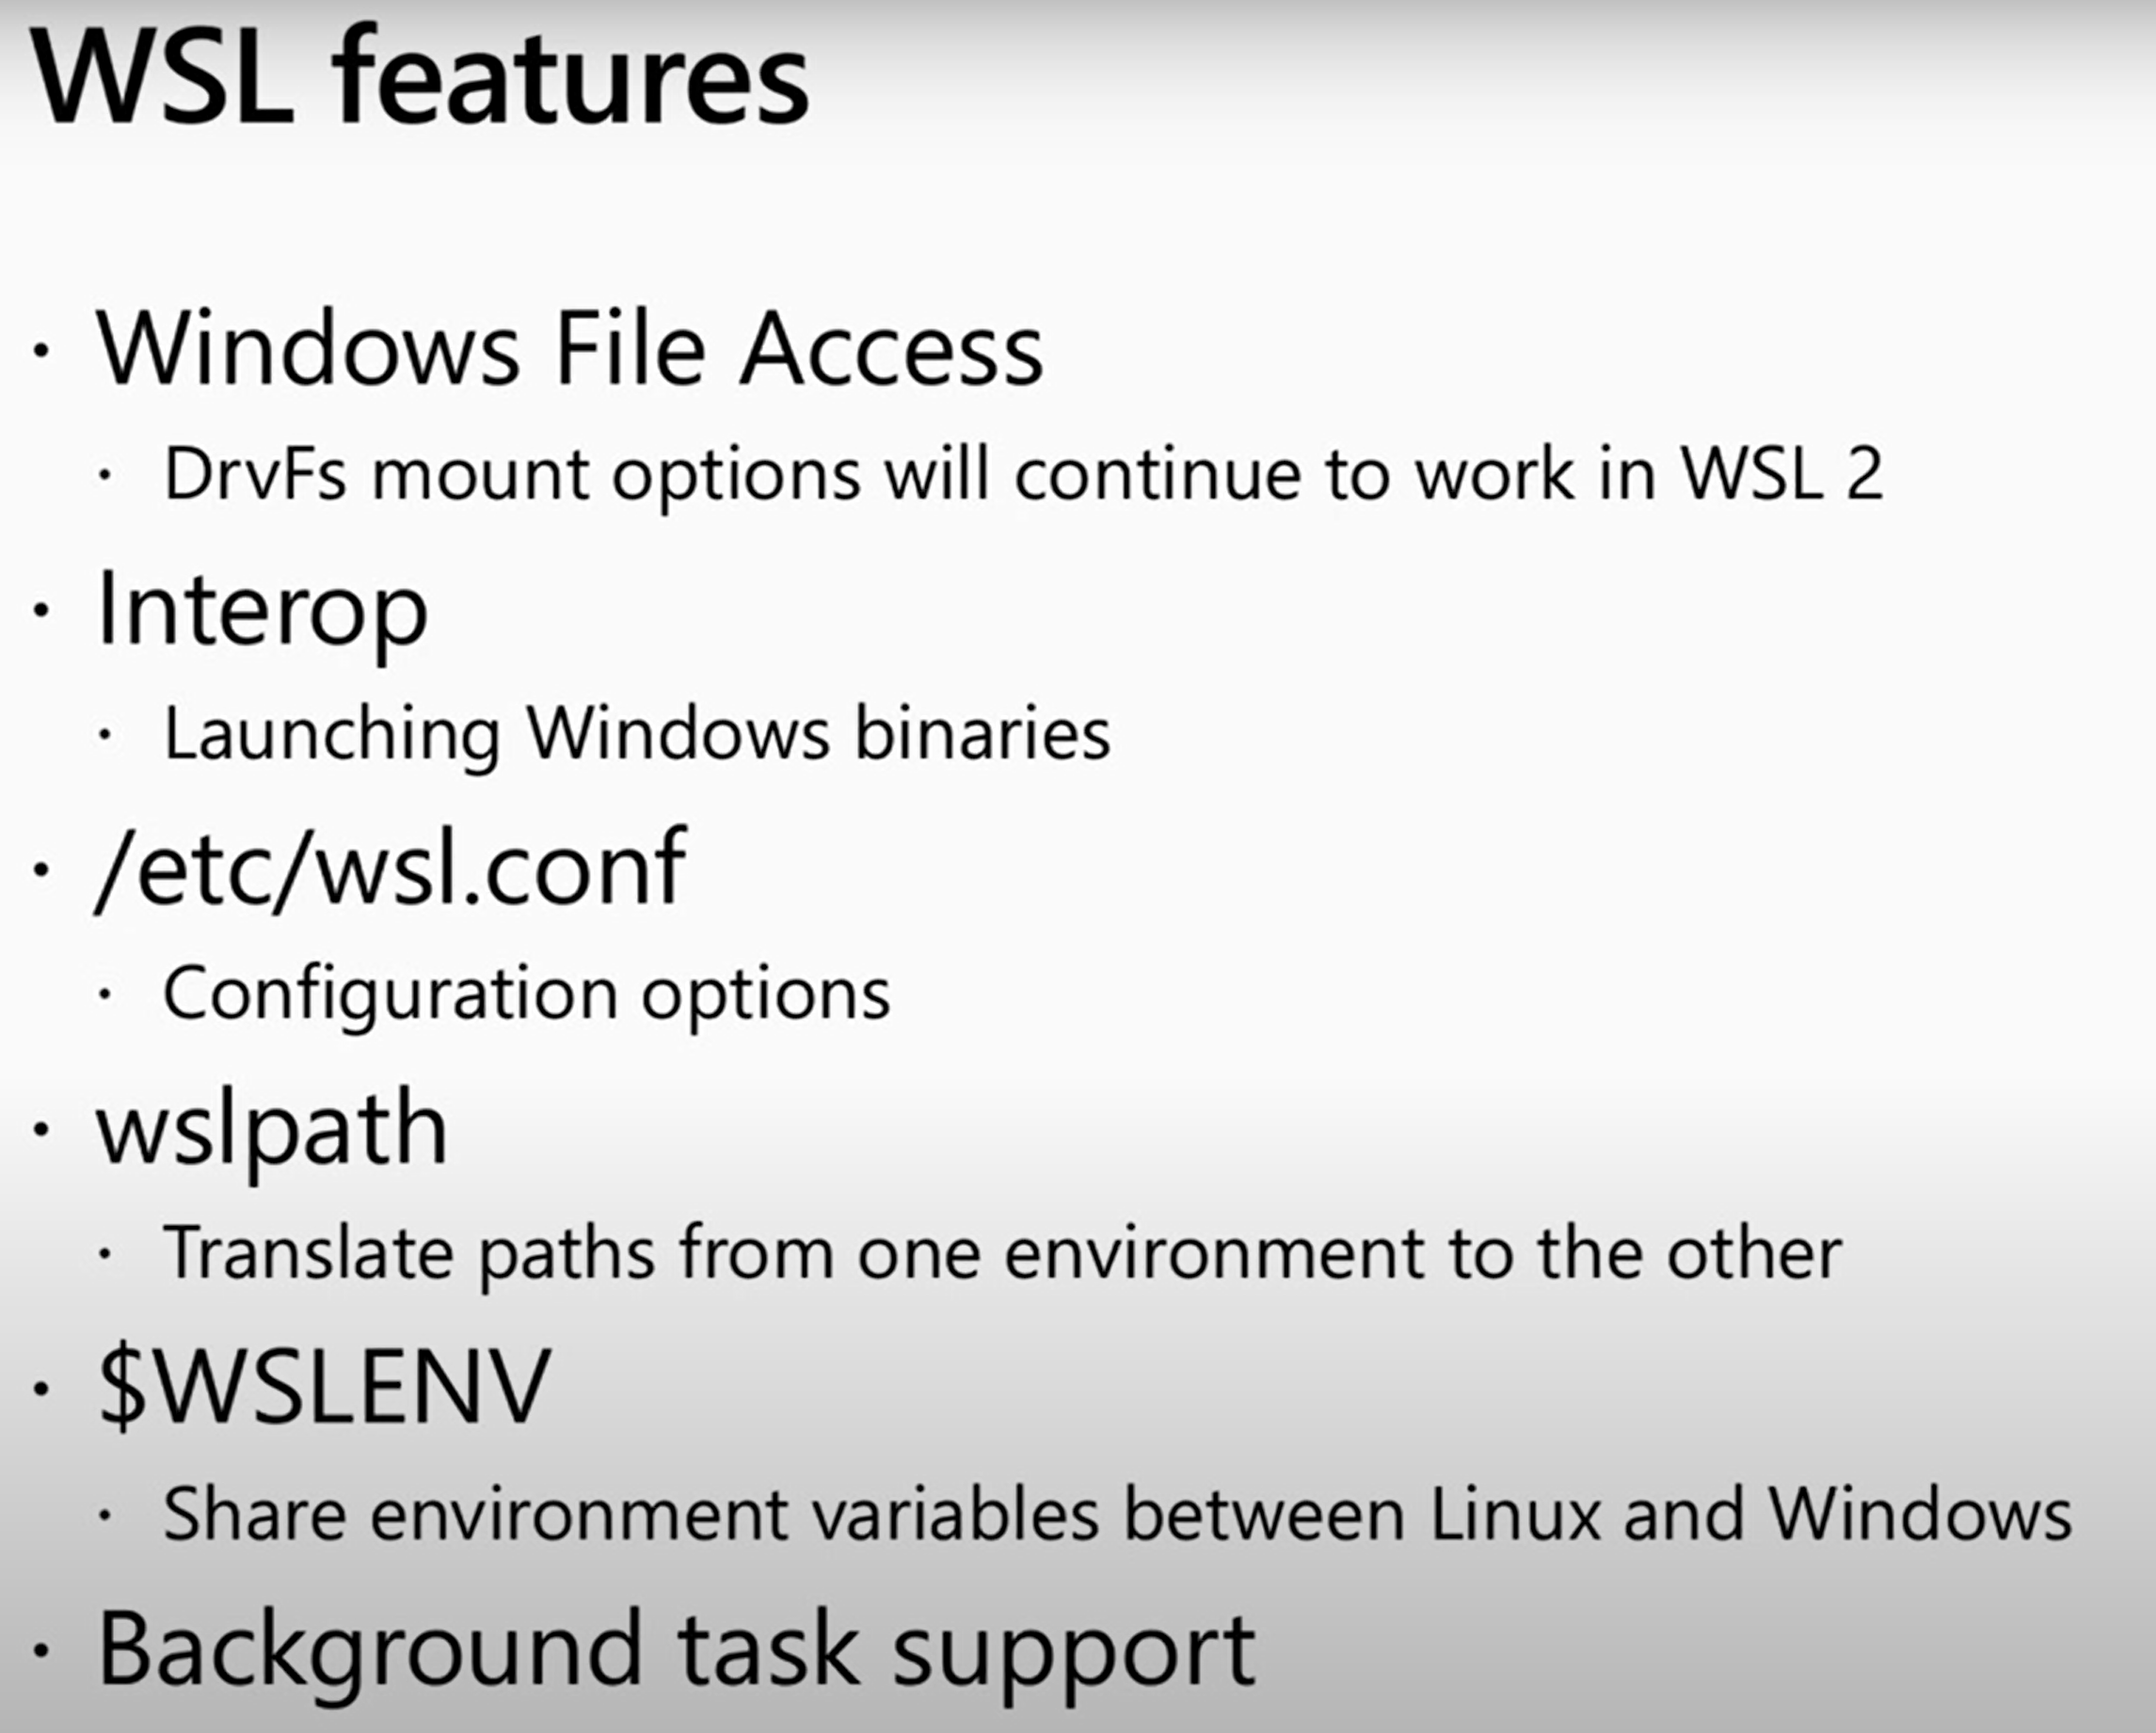 WSL features
• Windows File Access
• DrvFs mount options will continue to work in WSL 2
• Interop
• Launching Windows binaries
• /etc/wsl.conf
• Configuration options
• wslpath
• Translate paths from one environment to the other
• $WSLENV
• Share environment variables between Linux and Windows
• Background task support